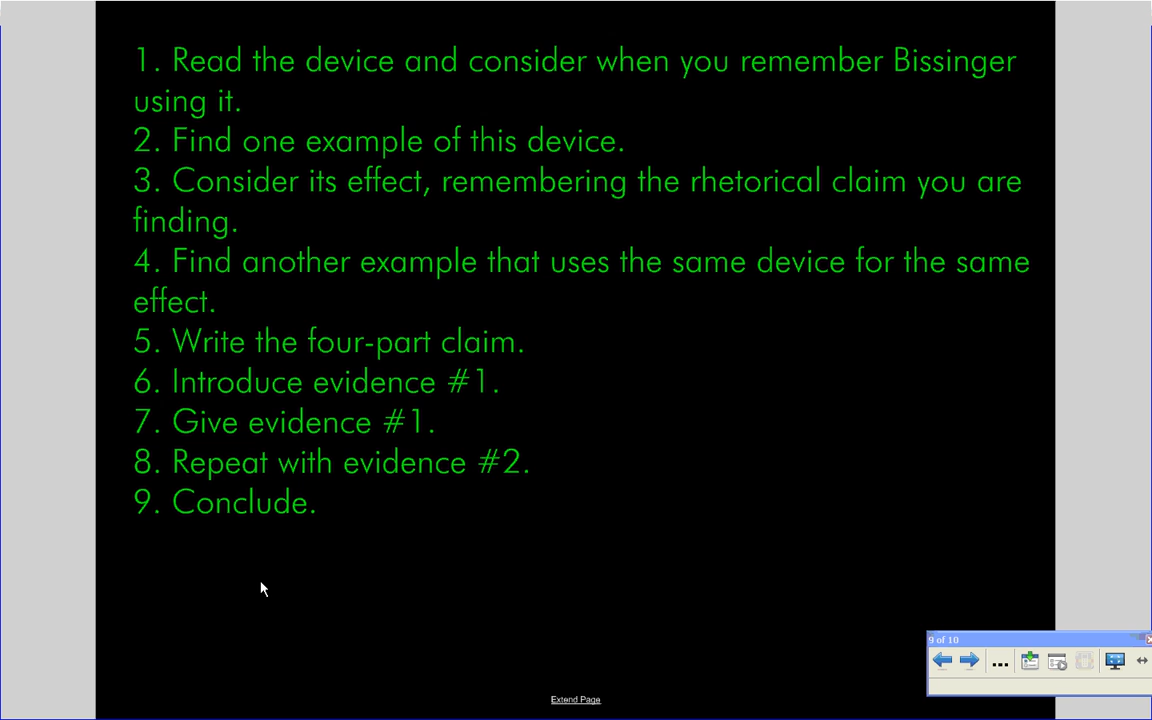 1. Read the device and consider when you remember Bissinger
using it.
2. Find one example of this device.
3. Consider its effect, remembering the rhetorical claim you are
finding.
4. Find another example that uses the same device for the same
effect.
5. Write the four-part claim.
6. Introduce evidence #1.
7. Give evidence #1.
8. Repeat with evidence #2.
9. Conclude.
9 of 10
...
Extend Page